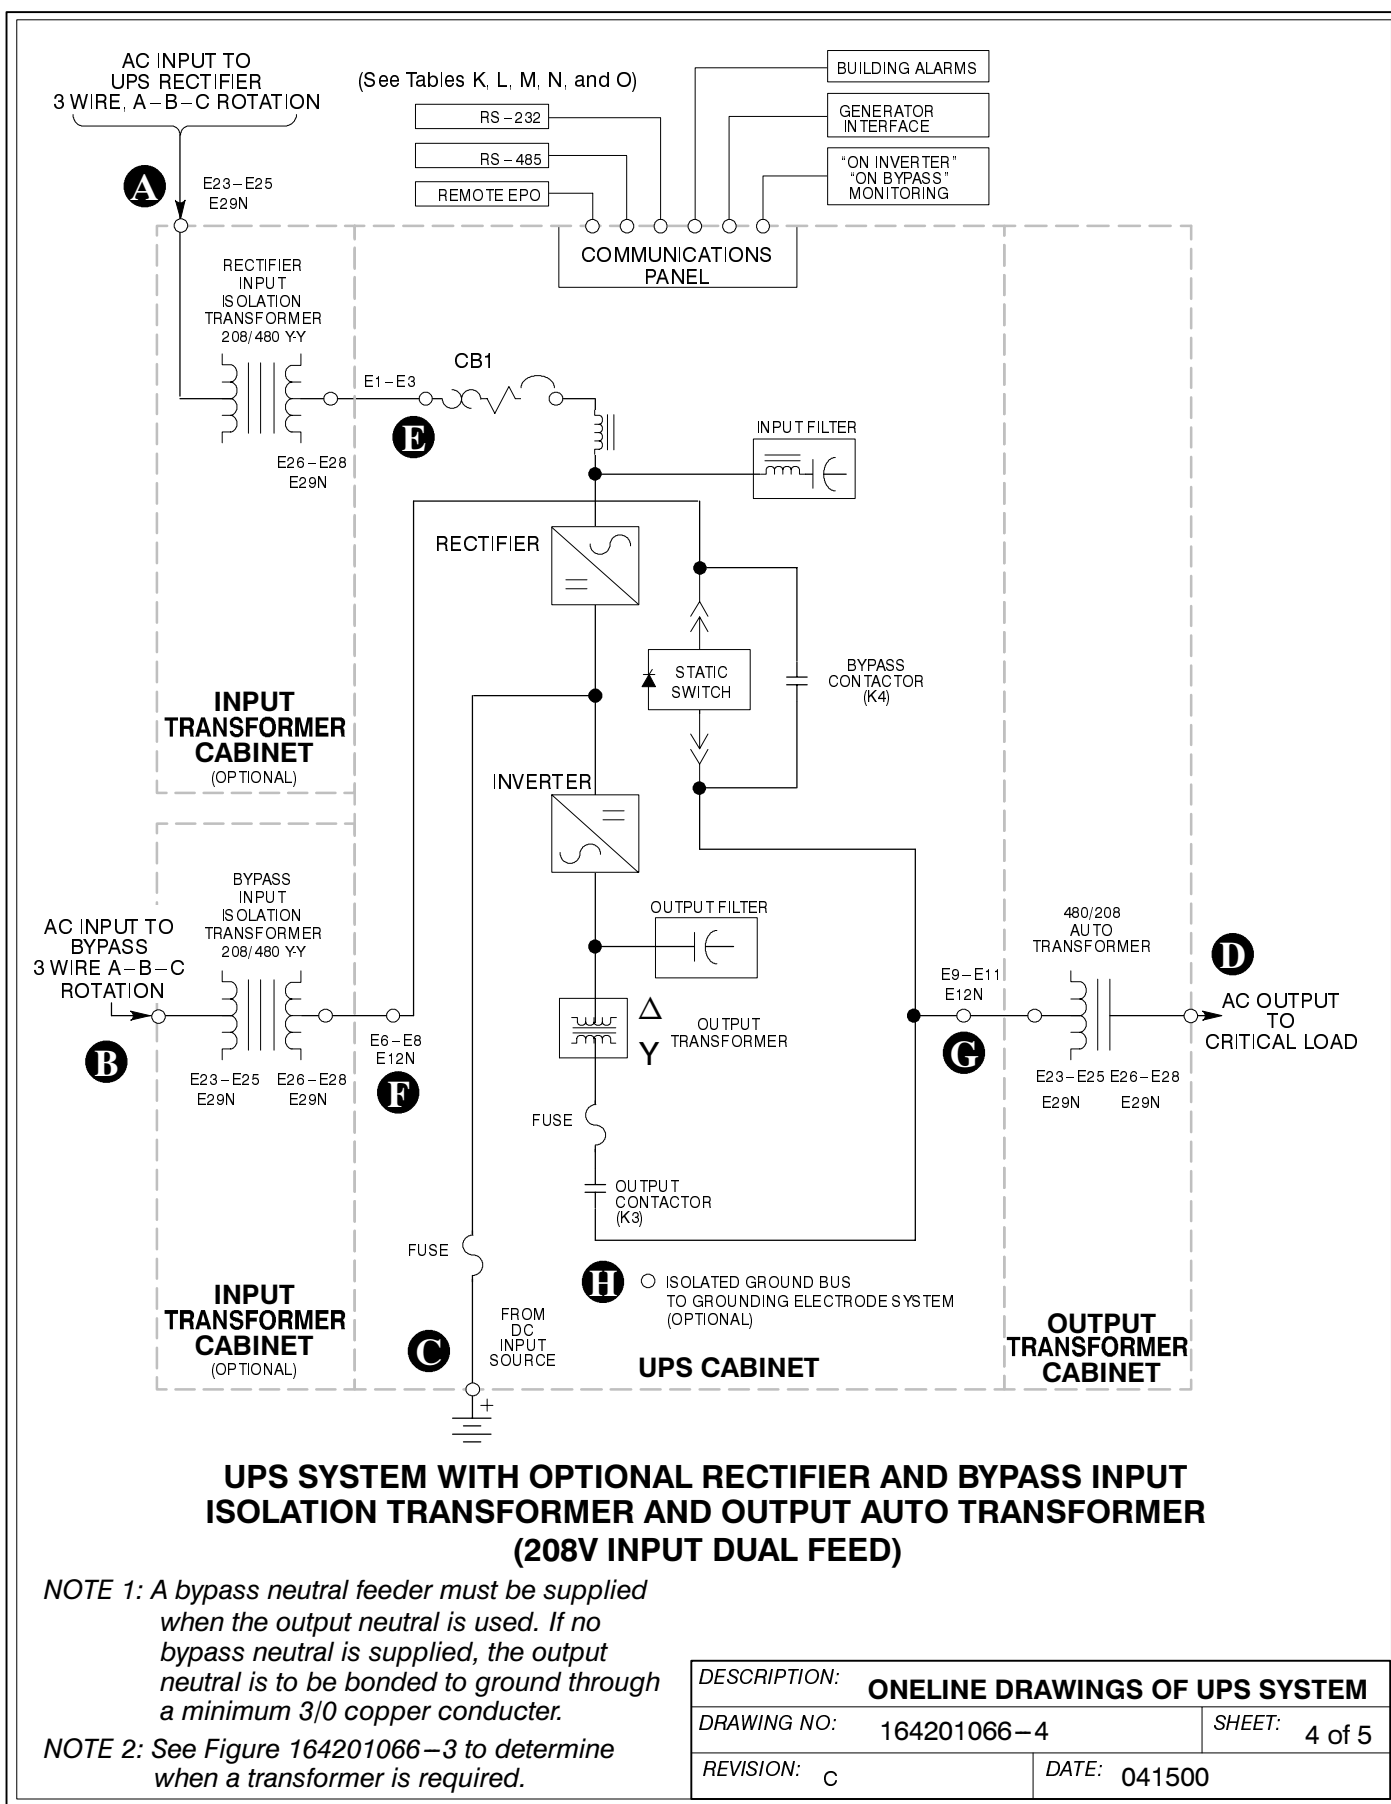 AC INPUT TO
UPS RECTIFIER
3 WIRE, A–B–C ROTATION
(See Tables K, L, M, N, and O)
RS–232
RS–485
REMOTE EPO
BUILDING ALARMS
GENERATOR
INTERFACE
“ON INVERTER”
“ON BYPASS”
MONITORING
A
E23–E25
E29N
COMMUNICATIONS
PANEL
RECTIFIER
INPUT
ISOLATION
TRANSFORMER
208/480 Y-Y
E1–E3
CB1
E
E26–E28
E29N
INPUT FILTER
RECTIFIER
STATIC
SWITCH
BYPASS
CONTACTOR
(K4)
INPUT
TRANSFORMER
CABINET
(OPTIONAL)
INVERTER
BYPASS
INPUT
ISOLATION
TRANSFORMER
208/480 Y-Y
AC INPUT TO
BYPASS
3 WIRE A–B–C
ROTATION
B
E23–E25
E29N
E26–E28
E29N
E6–E8
E12N
F
OUTPUT FILTER
Δ
Y
OUTPUT
TRANSFORMER
FUSE
OUTPUT
CONTACTOR
(K3)
E9–E11
E12N
G
480/208
AUTO
TRANSFORMER
E23–E25
E29N
E26–E28
E29N
D
AC OUTPUT
TO
CRITICAL LOAD
FUSE
H
ISOLATED GROUND BUS
TO GROUNDING ELECTRODE SYSTEM
(OPTIONAL)
INPUT
TRANSFORMER
CABINET
(OPTIONAL)
C
FROM
DC
INPUT
SOURCE
+
UPS CABINET
OUTPUT
TRANSFORMER
CABINET
UPS SYSTEM WITH OPTIONAL RECTIFIER AND BYPASS INPUT
ISOLATION TRANSFORMER AND OUTPUT AUTO TRANSFORMER
(208V INPUT DUAL FEED)
NOTE 1: A bypass neutral feeder must be supplied
when the output neutral is used. If no
bypass neutral is supplied, the output
neutral is to be bonded to ground through
a minimum 3/0 copper conducter.
NOTE 2: See Figure 164201066–3 to determine
when a transformer is required.
DESCRIPTION: ONELINE DRAWINGS OF UPS SYSTEM
DRAWING NO: 164201066–4
SHEET: 4 of 5
REVISION: C
DATE: 041500